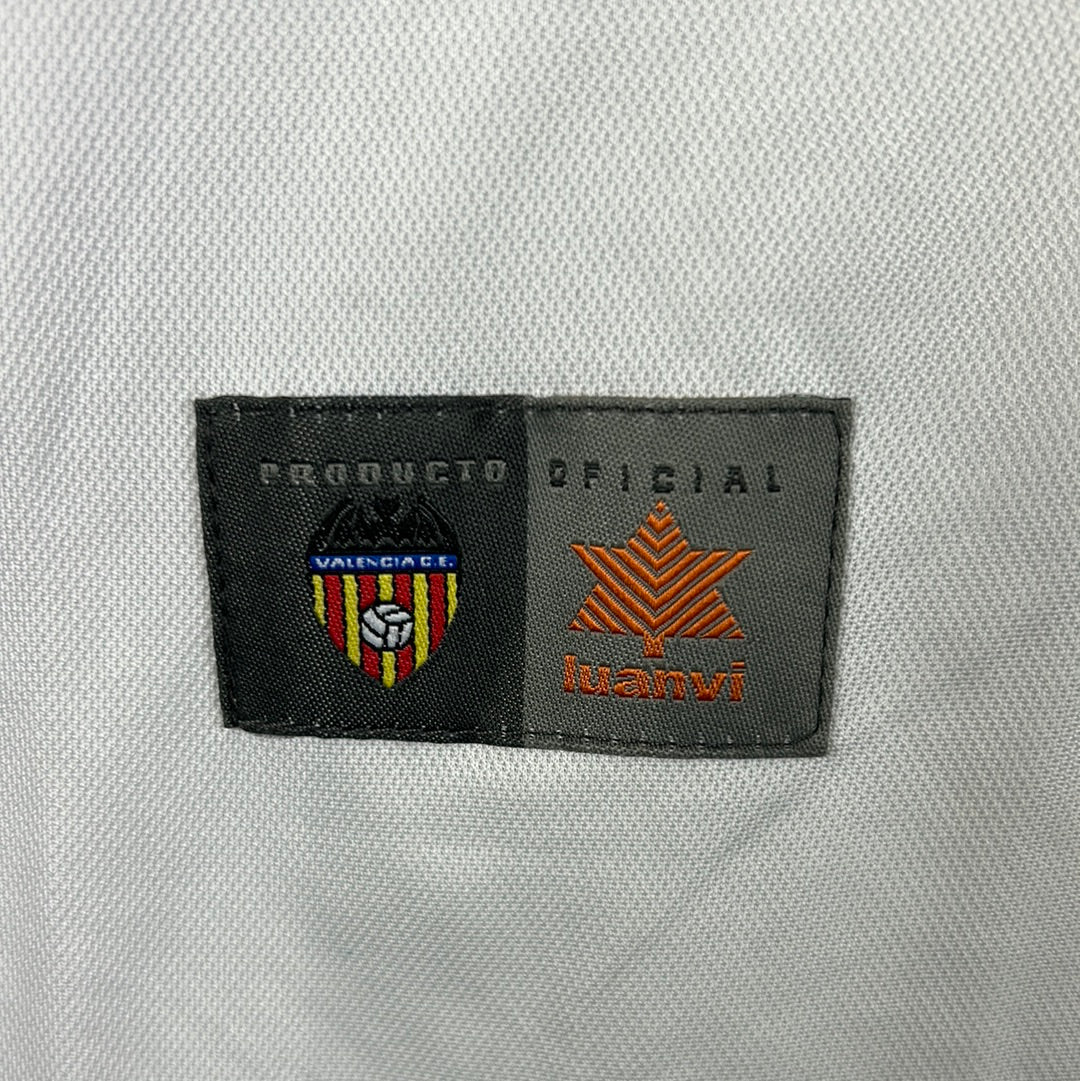 PRODUCTO OFICIAL
VALENCIA C.F.
luanvi